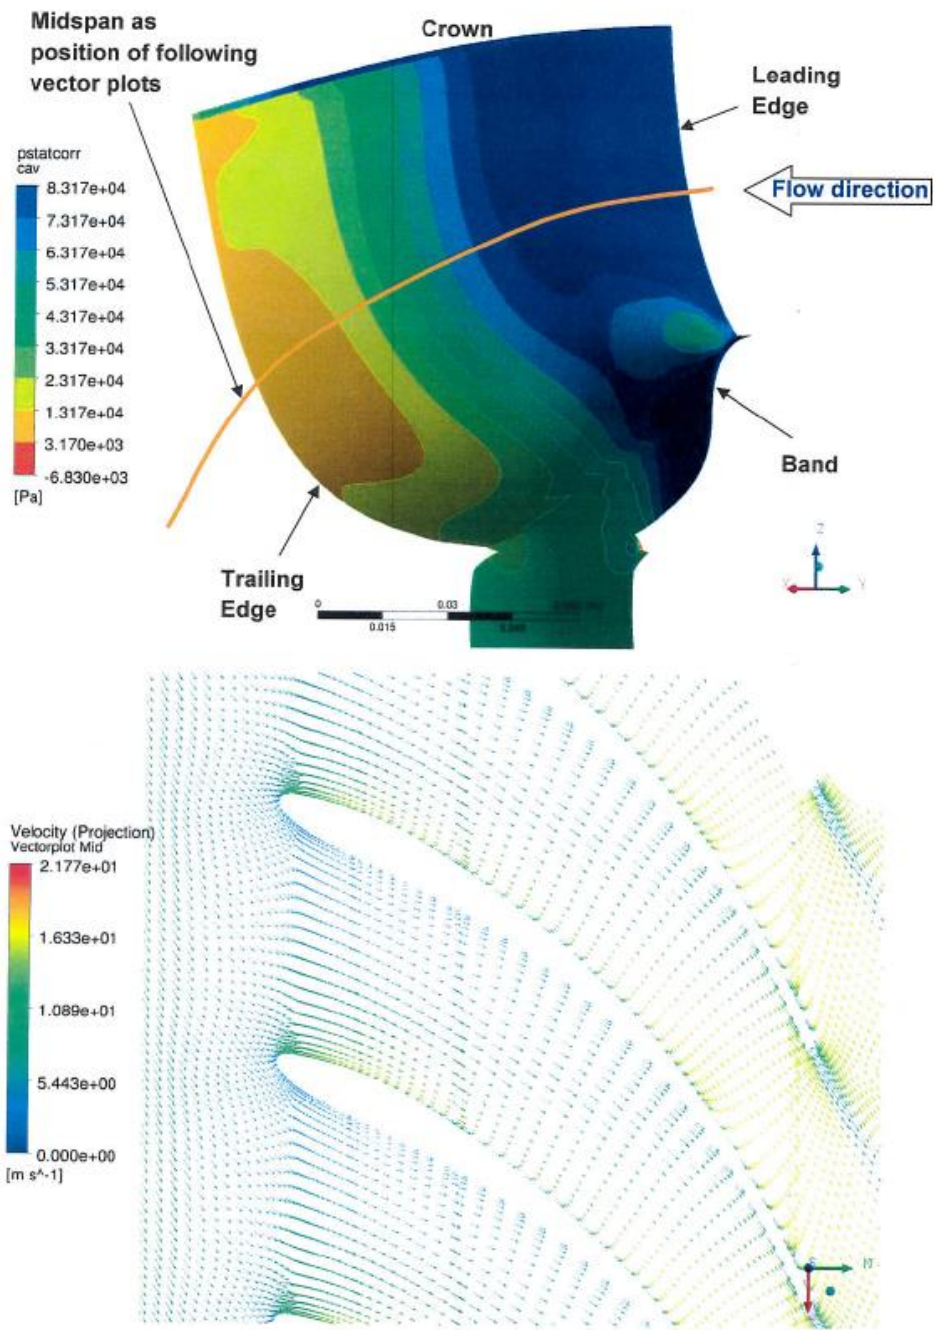 Midspan as
position of following
vector plots
Crown
Leading
Edge
pstatcorr
cav
8.317e+04
7.317e+04
6.317e+04
5.317e+04
4.317e+04
3.317e+04
2.317e+04
1.317e+04
3.170e+03
-6.830e+03
[Pa]
Flow direction
Band
Trailing
Edge
0
0.03
0.015
Z
X
Y
Velocity (Projection)
Vectorplot Mid
2.177e+01
1.633e+01
1.089e+01
5.443e+00
0.000e+00
[m s^-1]